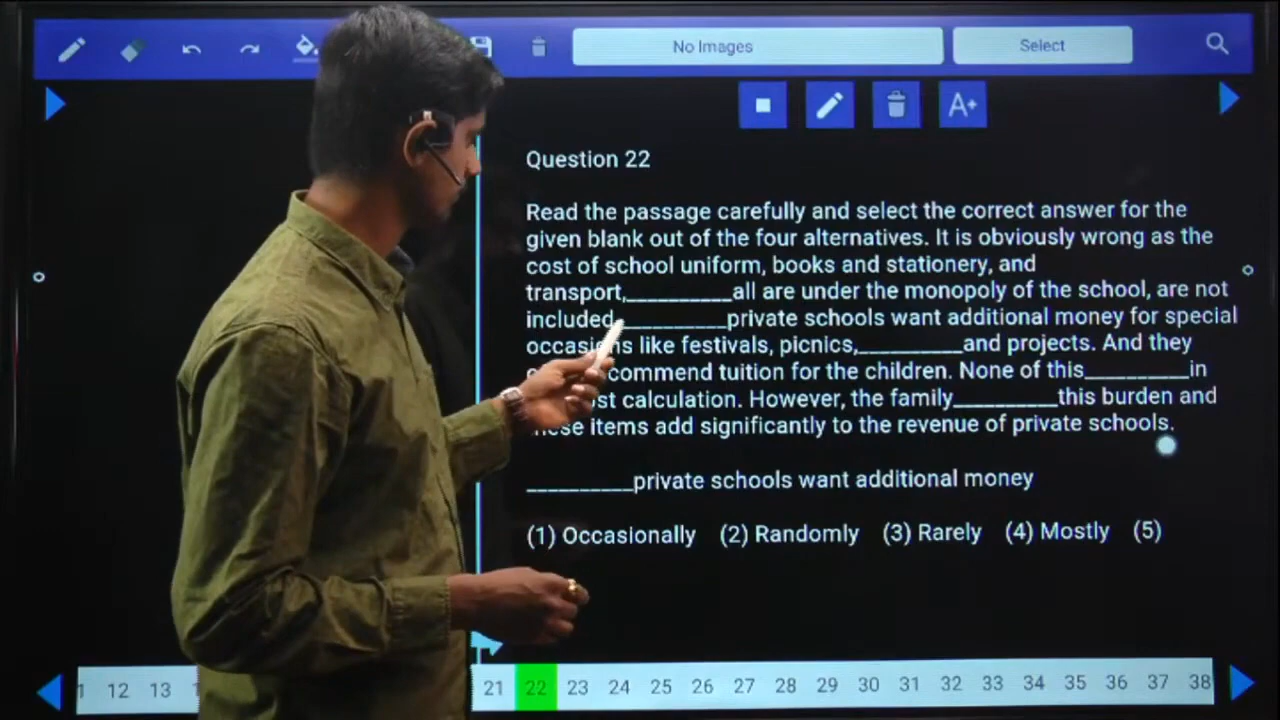 No Images
Select
A+
Question 22
Read the passage carefully and select the correct answer for the
given blank out of the four alternatives. It is obviously wrong as the
cost of school uniform, books and stationery, and
transport,__________all are under the monopoly of the school, are not
included.__________private schools want additional money for special
occasions like festivals, picnics,__________and projects. And they
commend tuition for the children. None of this__________in
calculation. However, the family__________this burden and
items add significantly to the revenue of private schools.
__________private schools want additional money
(1) Occasionally (2) Randomly (3) Rarely (4) Mostly (5)
12 13 21 22 23 24 25 26 27 28 29 30 31 32 33 34 35 36 37 38